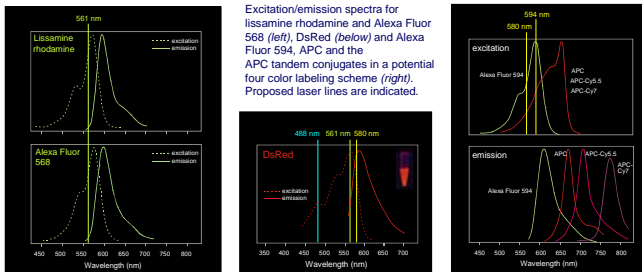 561 nm
Lissamine
rhodamine
excitation
emission
Alexa Fluor
568
excitation
emission
450 500 550 600 650 700 750 800
Wavelength (nm)
Excitation/emission spectra for
lissamine rhodamine and Alexa Fluor
568 (left), DsRed (below) and Alexa
Fluor 594, APC and the
APC tandem conjugates in a potential
four color labeling scheme (right).
Proposed laser lines are indicated.
488 nm 561 nm 580 nm
DsRed
excitation
emission
350 400 450 500 550 600 650 700
Wavelength (nm)
594 nm
580 nm
excitation
Alexa Fluor 594
APC
APC-Cy5.5
APC-Cy7
emission
APC APC-Cy5.5
APC-
Cy7
Alexa Fluor 594
450 500 550 600 650 700 750 800
Wavelength (nm)